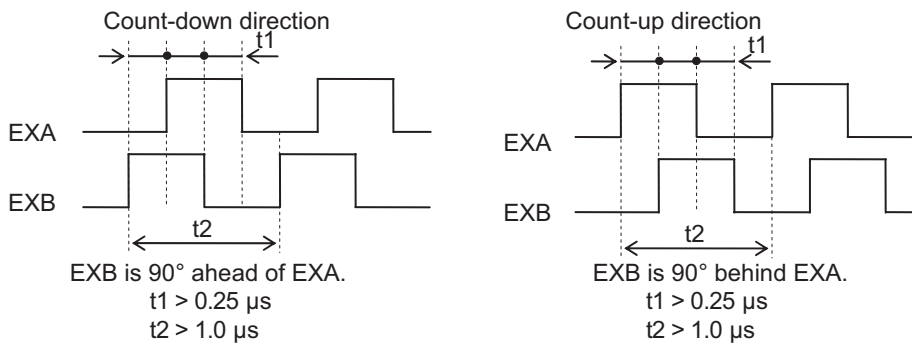 Count-down direction
t1
EXA
EXB
t2
EXB is 90° ahead of EXA.
t1 > 0.25 μs
t2 > 1.0 μs
Count-up direction
t1
EXA
EXB
t2
EXB is 90° behind EXA.
t1 > 0.25 μs
t2 > 1.0 μs